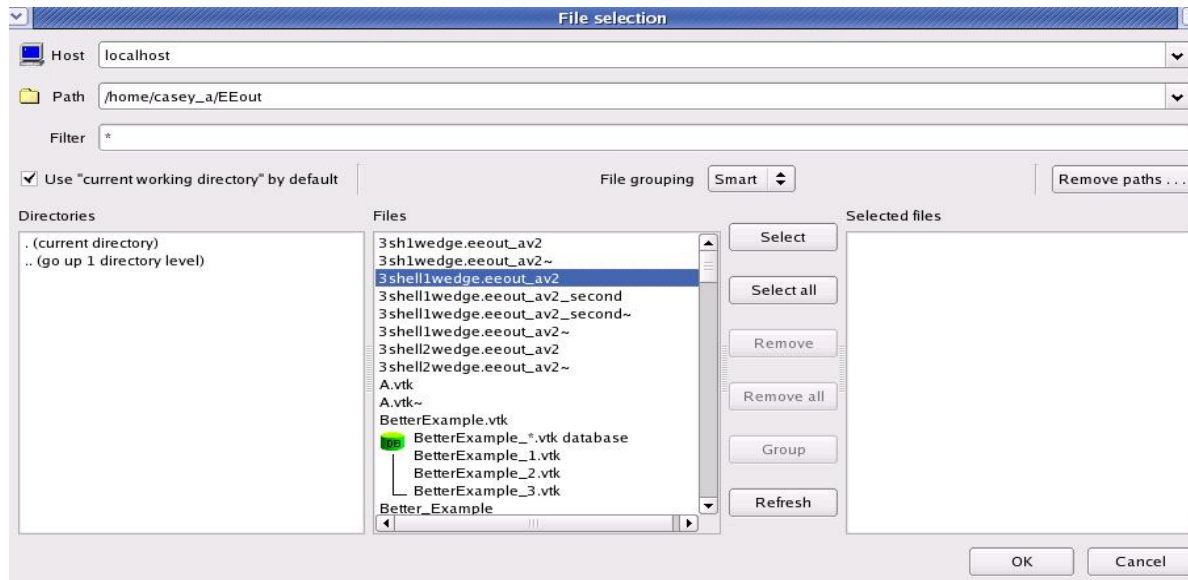 File selection
Host localhost
Path /home/casey_a/EEout
Filter *
Use "current working directory" by default
File grouping Smart
Remove paths . . .
Directories
. (current directory)
.. (go up 1 directory level)
Files
3sh1wedge.eeout_av2
3sh1wedge.eeout_av2~
3shell1wedge.eeout_av2
3shell1wedge.eeout_av2_second
3shell1wedge.eeout_av2_second~
3shell1wedge.eeout_av2~
3shell2wedge.eeout_av2
3shell2wedge.eeout_av2~
A.vtk
A.vtk~
BetterExample.vtk
DB BetterExample_*.vtk database
BetterExample_1.vtk
BetterExample_2.vtk
BetterExample_3.vtk
Better_Example
Select
Select all
Remove
Remove all
Group
Refresh
Selected files
OK
Cancel